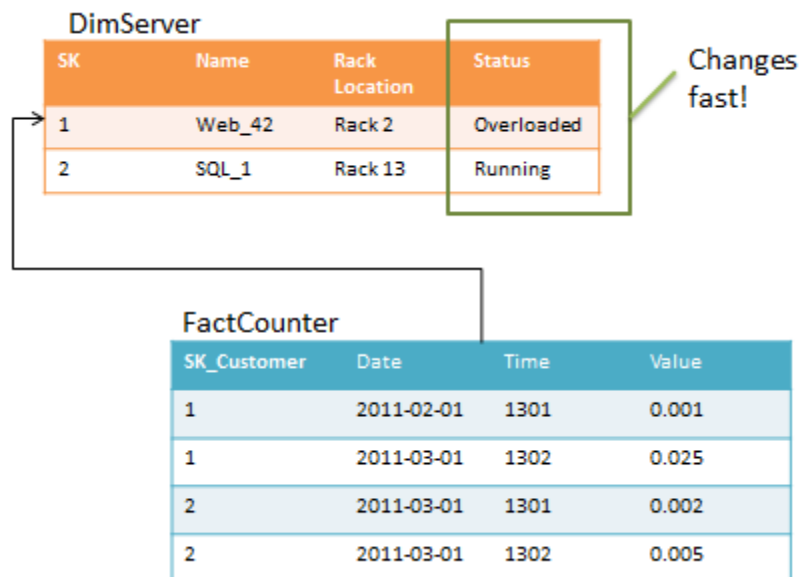 DimServer
SK Name Rack Location Status
1 Web_42 Rack 2 Overloaded
2 SQL_1 Rack 13 Running
Changes
fast!
FactCounter
SK_Customer Date Time Value
1 2011-02-01 1301 0.001
1 2011-03-01 1302 0.025
2 2011-03-01 1301 0.002
2 2011-03-01 1302 0.005